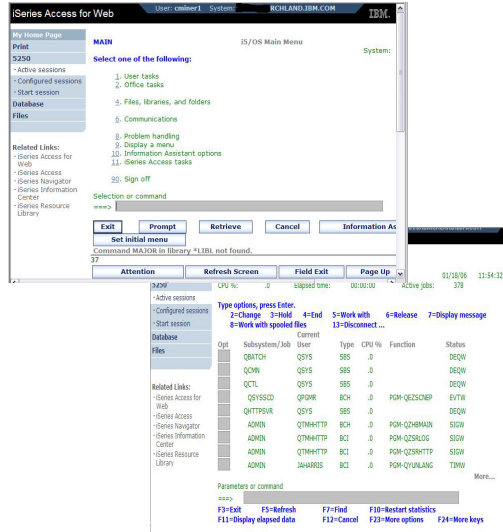 iSeries Access for Web
User: cminer1 System: RCHLAND.IBM.COM
IBM.
My Home Page
Print
5250
- Active sessions
- Configured sessions
- Start session
Database
Files
Related Links:
- iSeries Access for Web
- iSeries Access
- iSeries Navigator
- iSeries Information Center
- iSeries Resource Library
MAIN i5/OS Main Menu
System:
Select one of the following:
1. User tasks
2. Office tasks
4. Files, libraries, and folders
6. Communications
8. Problem handling
9. Display a menu
10. Information Assistant options
11. iSeries Access tasks
90. Sign off
Selection or command
===>
Exit Prompt Retrieve Cancel Information As
Set initial menu
Command MAJOR in library *LIBL not found.
37
Attention Refresh Screen Field Exit Page Up
01/18/06 11:54:32
5250
- Active sessions
- Configured sessions
- Start session
Database
Files
Related Links:
- iSeries Access for Web
- iSeries Access
- iSeries Navigator
- iSeries Information Center
- iSeries Resource Library
CPU %: .0 Elapsed time: 00:00:00 Active jobs: 378
Type options, press Enter.
2=Change 3=Hold 4=End 5=Work with 6=Release 7=Display message
8=Work with spooled files 13=Disconnect ...
Current
Opt Subsystem/Job User Type CPU % Function Status
QBATCH QSYS SBS .0 DEQW
QCMN QSYS SBS .0 DEQW
QCTL QSYS SBS .0 DEQW
QSYSSCD QPGMR BCH .0 PGM-QEZSCNEP EVTW
QHTTPSVR QSYS SBS .0 DEQW
ADMIN QTMHHTTP BCH .0 PGM-QZHBMAIN SIGW
ADMIN QTMHHTTP BCI .0 PGM-QZSRLOG SIGW
ADMIN QTMHHTTP BCI .0 PGM-QZSRHTTP SIGW
ADMIN JAHARRIS BCI .0 PGM-QYUNLANG TIMW
More...
Parameters or command
===>
F3=Exit F5=Refresh F7=Find F10=Restart statistics
F11=Display elapsed data F12=Cancel F23=More options F24=More keys